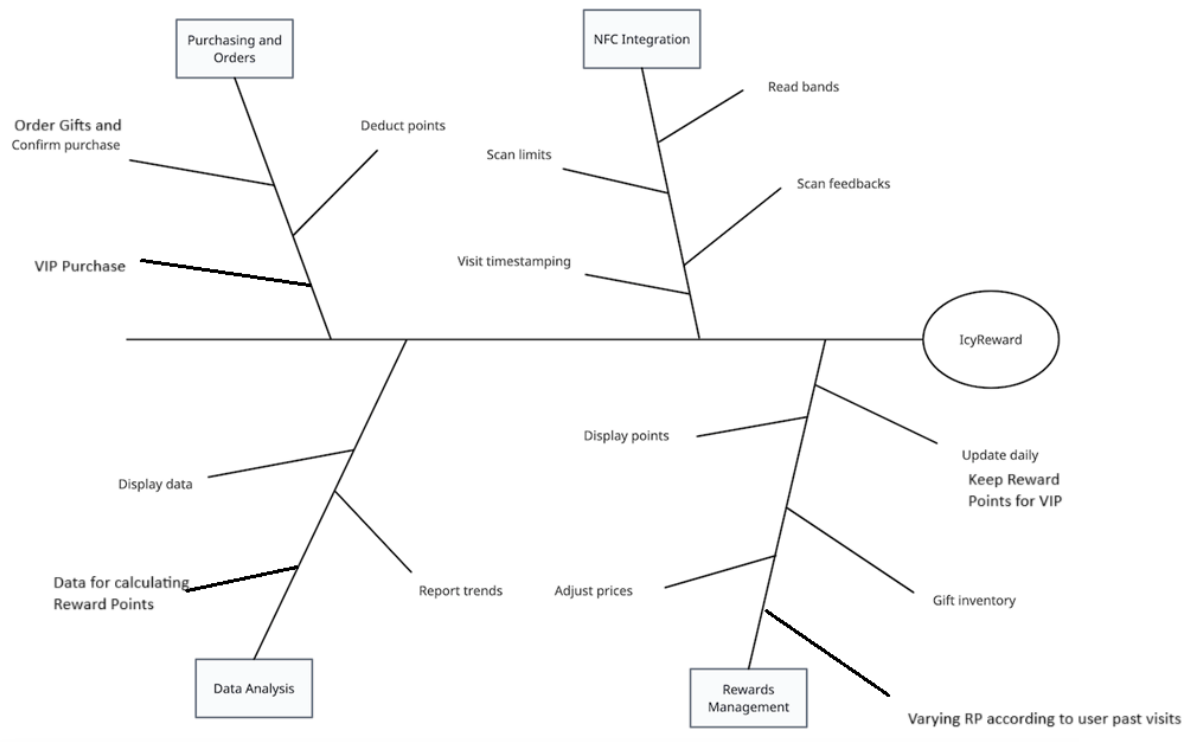 Purchasing and
Orders
NFC Integration
Read bands
Order Gifts and
Confirm purchase
Deduct points
Scan limits
Scan feedbacks
VIP Purchase
Visit timestamping
IcyReward
Display points
Update daily
Keep Reward
Points for VIP
Display data
Data for calculating
Reward Points
Report trends
Adjust prices
Gift inventory
Data Analysis
Rewards
Management
Varying RP according to user past visits